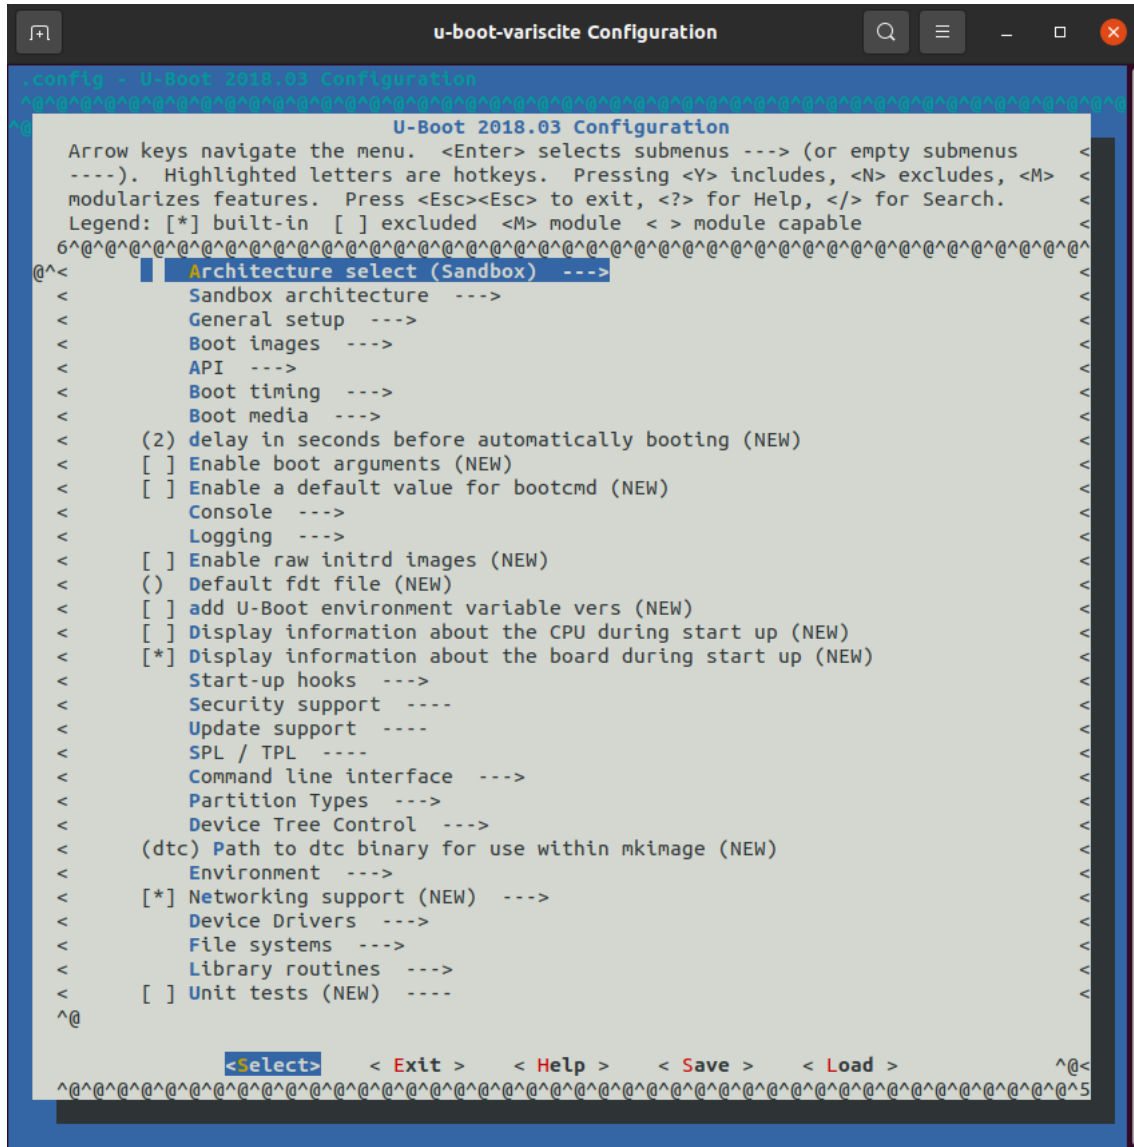 u-boot-variscite Configuration
.config - U-Boot 2018.03 Configuration
^@^@^@^@^@^@^@^@^@^@^@^@^@^@^@^@^@^@^@^@^@^@^@^@^@^@^@^@^@^@^@^@^@^@^@^@^@^@^@^@^@^@^@^@^@^@
^@
U-Boot 2018.03 Configuration
Arrow keys navigate the menu. <Enter> selects submenus ---> (or empty submenus <
----). Highlighted letters are hotkeys. Pressing <Y> includes, <N> excludes, <M> <
modularizes features. Press <Esc><Esc> to exit, <?> for Help, </> for Search. <
Legend: [*] built-in [ ] excluded <M> module < > module capable <
6^@^@^@^@^@^@^@^@^@^@^@^@^@^@^@^@^@^@^@^@^@^@^@^@^@^@^@^@^@^@^@^@^@^@^@^@^@^@^@^@^@^@^
@^< Architecture select (Sandbox) ---> <
< Sandbox architecture ---> <
< General setup ---> <
< Boot images ---> <
< API ---> <
< Boot timing ---> <
< Boot media ---> <
< (2) delay in seconds before automatically booting (NEW) <
< [ ] Enable boot arguments (NEW) <
< [ ] Enable a default value for bootcmd (NEW) <
< Console ---> <
< Logging ---> <
< [ ] Enable raw initrd images (NEW) <
< () Default fdt file (NEW) <
< [ ] add U-Boot environment variable vers (NEW) <
< [ ] Display information about the CPU during start up (NEW) <
< [*] Display information about the board during start up (NEW) <
< Start-up hooks ---> <
< Security support ---- <
< Update support ---- <
< SPL / TPL ---- <
< Command line interface ---> <
< Partition Types ---> <
< Device Tree Control ---> <
< (dtc) Path to dtc binary for use within mkimage (NEW) <
< Environment ---> <
< [*] Networking support (NEW) ---> <
< Device Drivers ---> <
< File systems ---> <
< Library routines ---> <
< [ ] Unit tests (NEW) ---- <
^@
<Select> < Exit > < Help > < Save > < Load > ^@<
^@^@^@^@^@^@^@^@^@^@^@^@^@^@^@^@^@^@^@^@^@^@^@^@^@^@^@^@^@^@^@^@^@^@^@^@^@^@^@^@^@^@^5